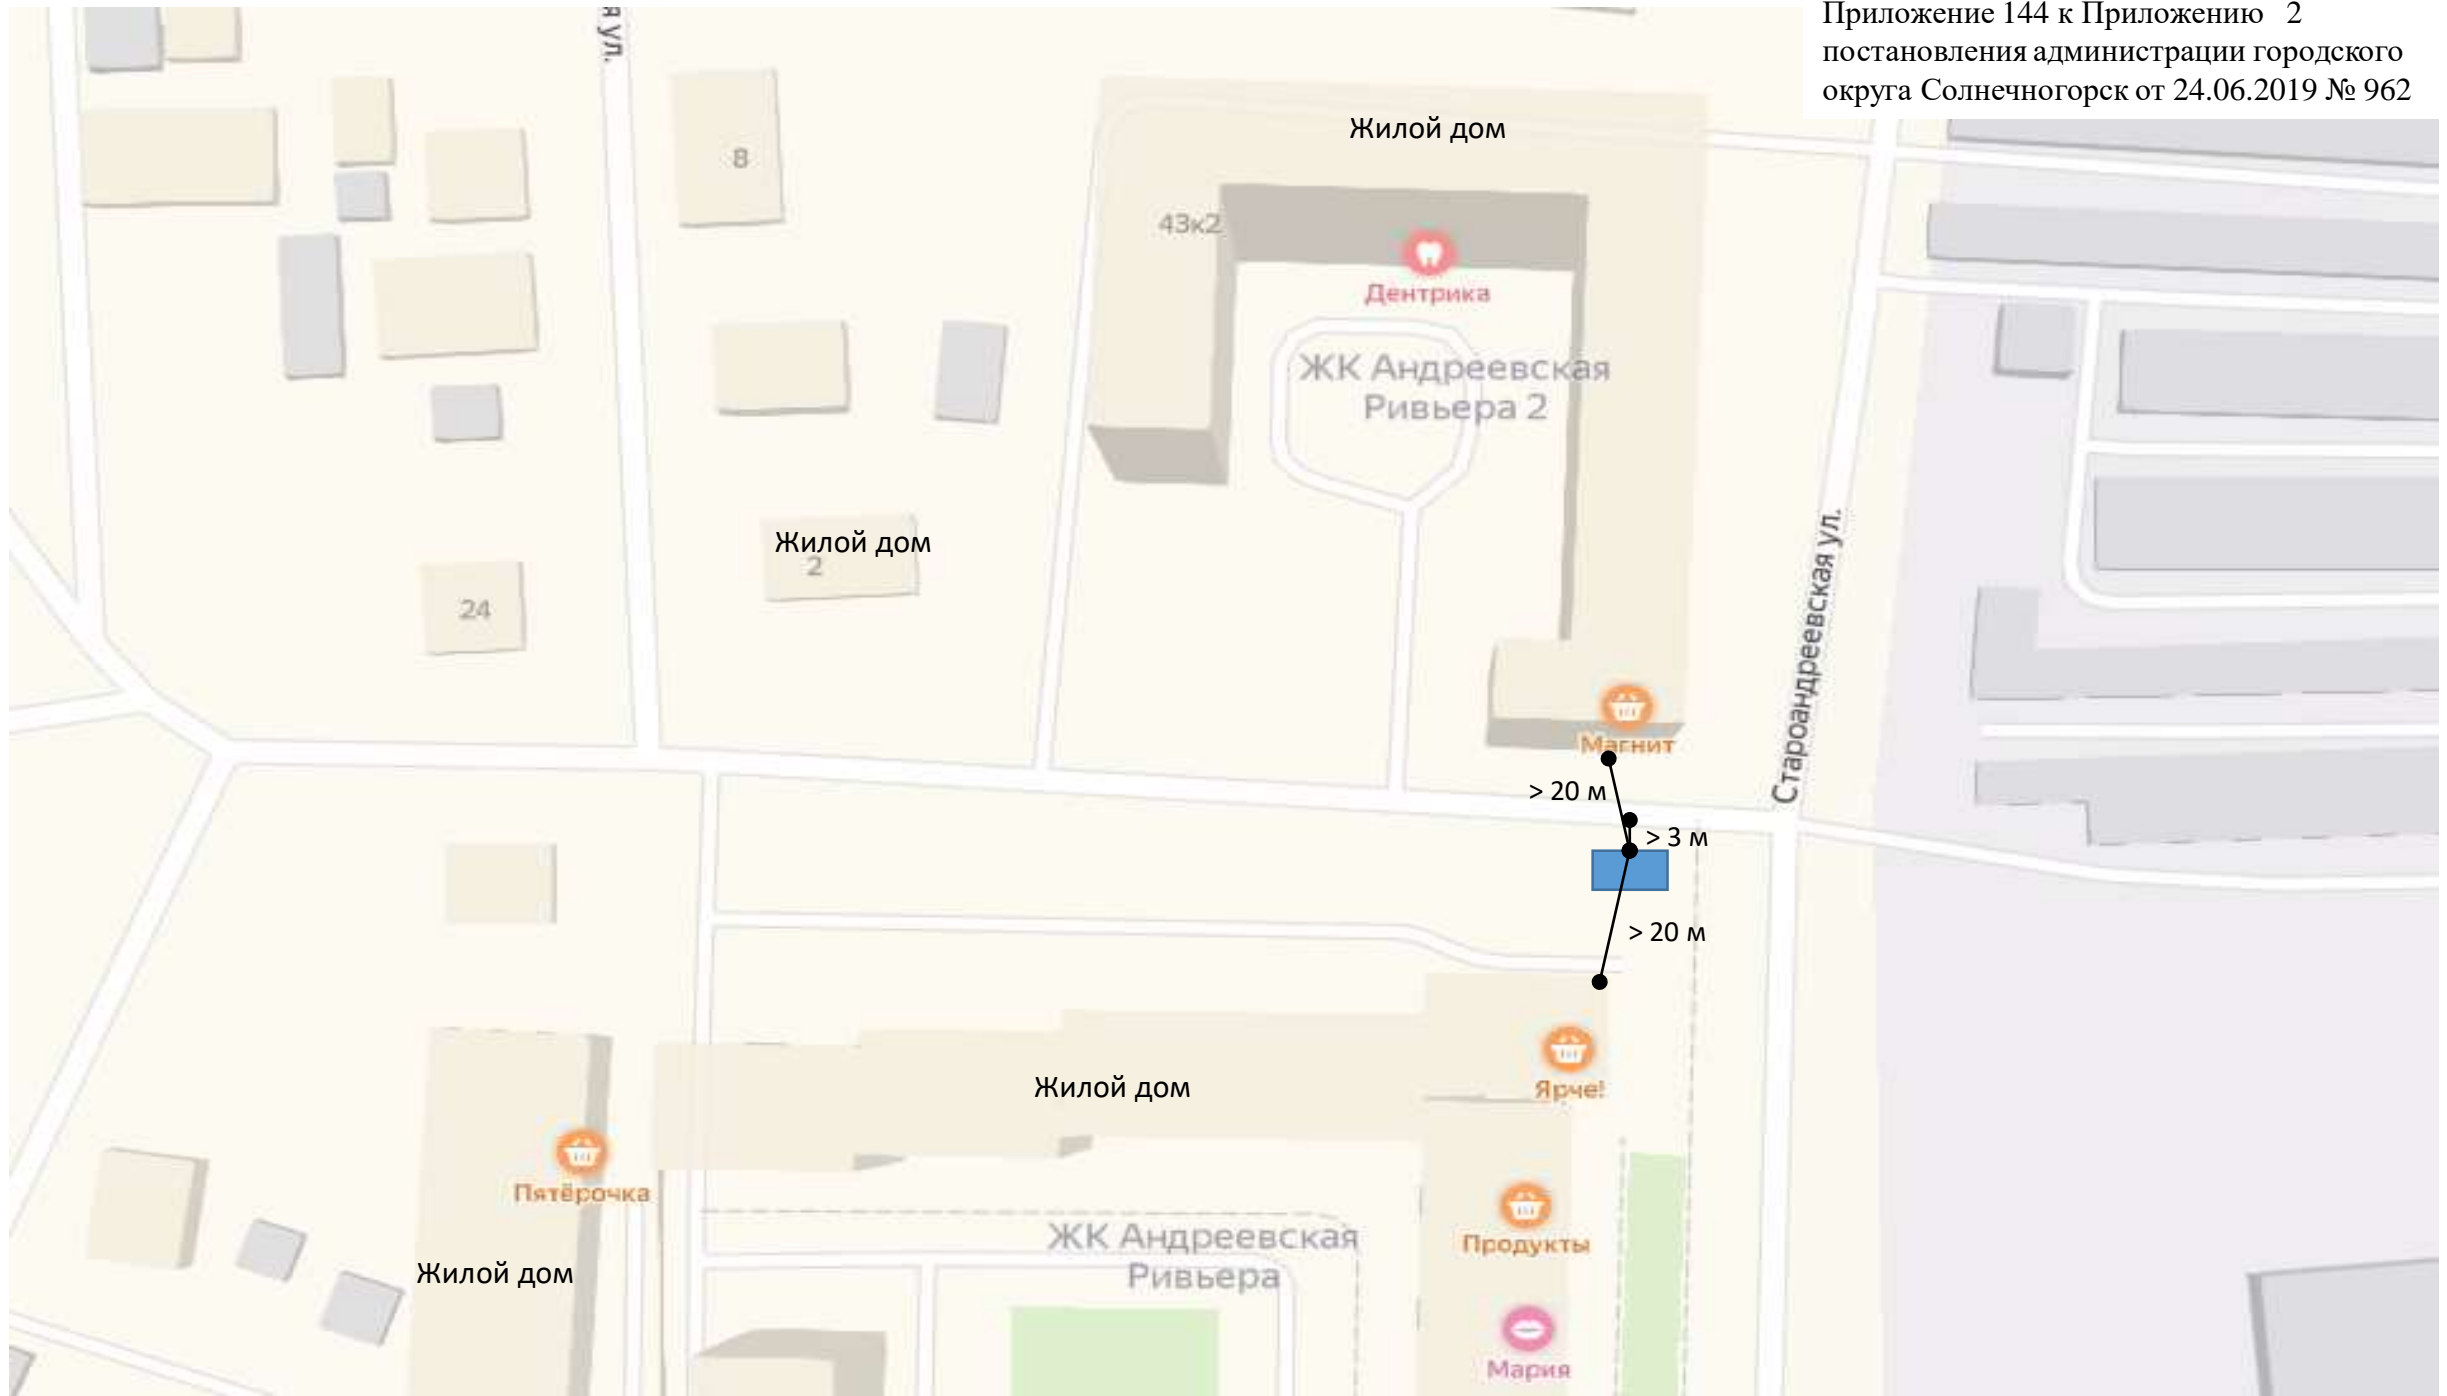 Приложение 144 к Приложению 2
постановления администрации городского
округа Солнечногорск от 24.06.2019 № 962
я ул.
Жилой дом
8
43к2
Дентрика
ЖК Андреевская
Ривьера 2
Жилой дом
2
24
Староандреевская ул.
Магнит
> 20 м
> 3 м
> 20 м
Ярче!
Жилой дом
Пятёрочка
Продукты
ЖК Андреевская
Ривьера
Жилой дом
Мария